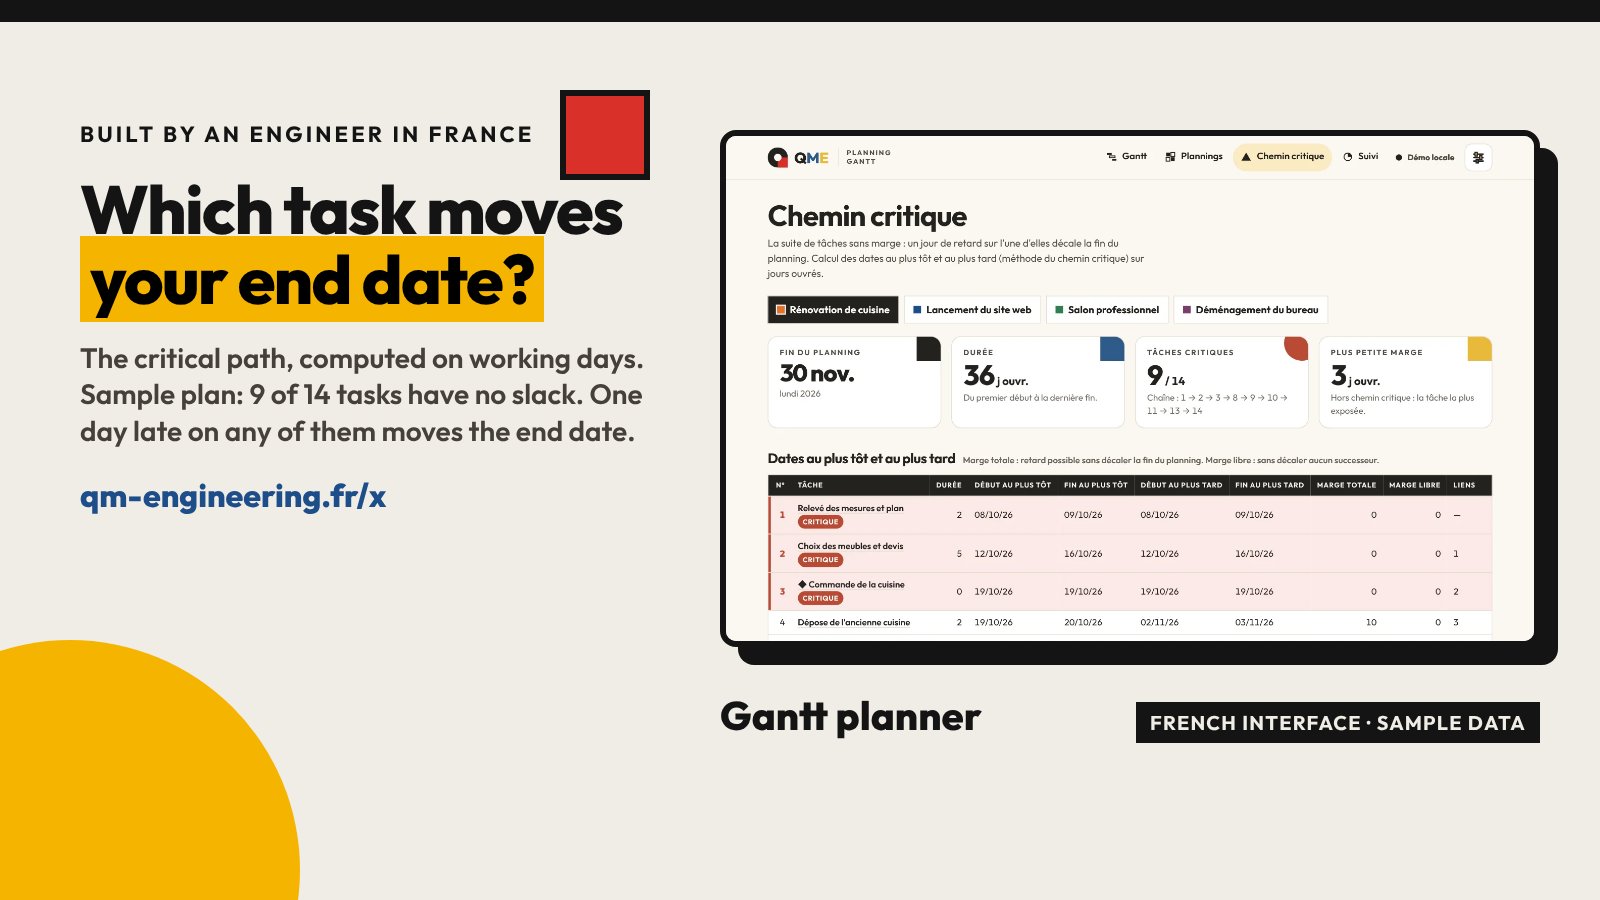 BUILT BY AN ENGINEER IN FRANCE
Which task moves
your end date?
The critical path, computed on working days.
Sample plan: 9 of 14 tasks have no slack. One
day late on any of them moves the end date.
qm-engineering.fr/x
QME
PLANNING
GANTT
Gantt
Plannings
Chemin critique
Suivi
Démo locale
Chemin critique
La suite de tâches sans marge : un jour de retard sur l'une d'elles décale la fin du
planning. Calcul des dates au plus tôt et au plus tard (méthode du chemin critique) sur
jours ouvrés.
Rénovation de cuisine
Lancement du site web
Salon professionnel
Déménagement du bureau
FIN DU PLANNING
30 nov.
lundi 2026
DURÉE
36 j ouvr.
Du premier début à la dernière fin.
TÂCHES CRITIQUES
9 / 14
Chaîne : 1 → 2 → 3 → 8 → 9 → 10 →
11 → 13 → 14
PLUS PETITE MARGE
3 j ouvr.
Hors chemin critique : la tâche la plus
exposée.
Dates au plus tôt et au plus tard Marge totale : retard possible sans décaler la fin du planning. Marge libre : sans décaler aucun successeur.
N° TÂCHE DURÉE DÉBUT AU PLUS TÔT FIN AU PLUS TÔT DÉBUT AU PLUS TARD FIN AU PLUS TARD MARGE TOTALE MARGE LIBRE LIENS
1 Relevé des mesures et plan 2 08/10/26 09/10/26 08/10/26 09/10/26 0 0 —
CRITIQUE
2 Choix des meubles et devis 5 12/10/26 16/10/26 12/10/26 16/10/26 0 0 1
CRITIQUE
3 ◆ Commande de la cuisine 0 19/10/26 19/10/26 19/10/26 19/10/26 0 0 2
CRITIQUE
4 Dépose de l'ancienne cuisine 2 19/10/26 20/10/26 02/11/26 03/11/26 10 0 3
Gantt planner
FRENCH INTERFACE · SAMPLE DATA